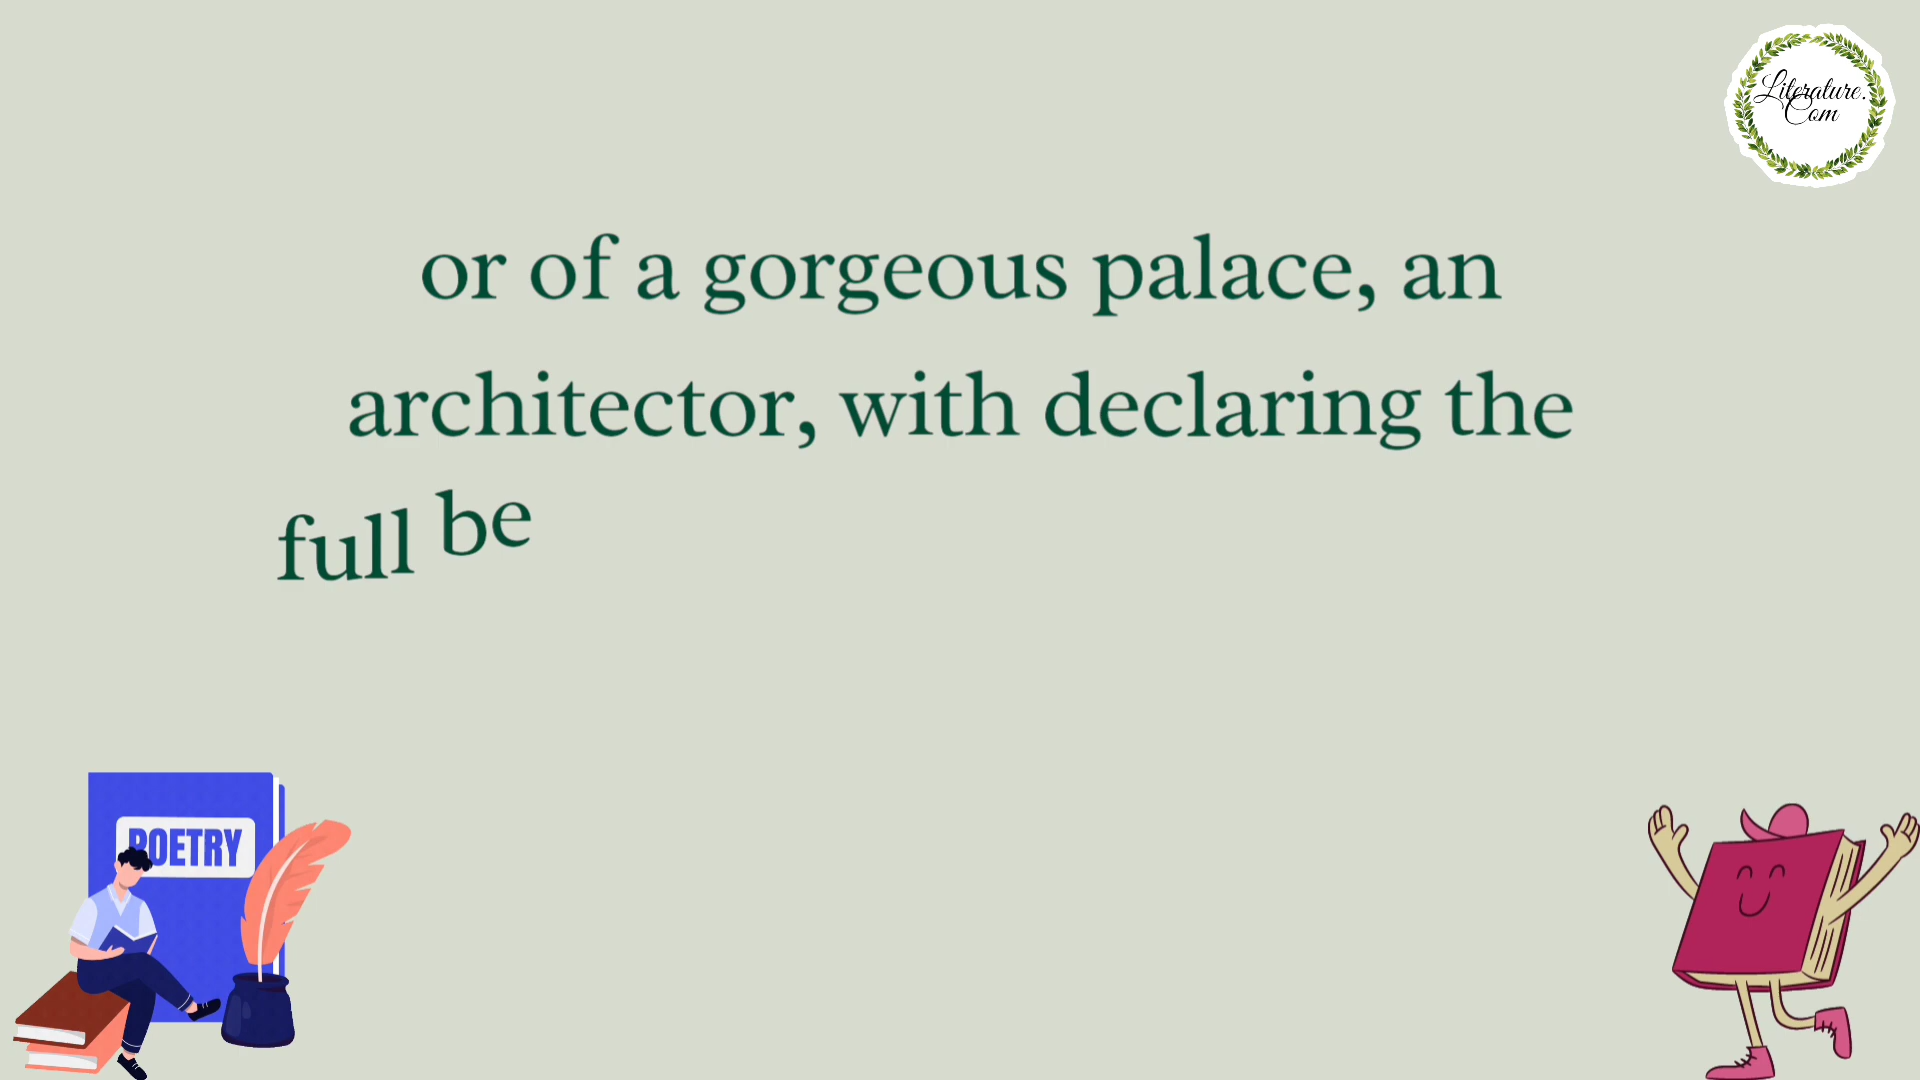 Literature.
Com
or of a gorgeous palace, an
architector, with declaring the
full be
POETRY